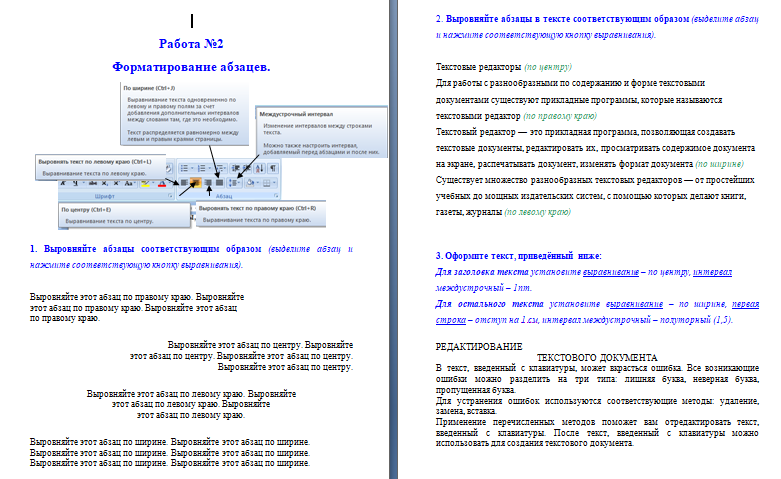 Работа №2
Форматирование абзацев.
По ширине (Ctrl+J)
Выравнивание текста одновременно по
левому и правому полям за счет
добавления дополнительных интервалов
между словами там, где это необходимо.
Текст распределяется равномерно между
левым и правым краями страницы.
Междустрочный интервал
Изменение интервалов между строками
текста.
Можно также настроить интервал,
добавляемый перед абзацами и после них.
Выровнять текст по левому краю (Ctrl+L)
Выравнивание текста по левому краю.
Шрифт
Абзац
По центру (Ctrl+E)
Выравнивание текста по центру.
Выровнять текст по правому краю (Ctrl+R)
Выравнивание текста по правому краю.
1. Выровняйте абзацы соответствующим образом (выделите абзац и
нажмите соответствующую кнопку выравнивания).
Выровняйте этот абзац по правому краю. Выровняйте
этот абзац по правому краю. Выровняйте этот абзац
по правому краю.
Выровняйте этот абзац по центру. Выровняйте
этот абзац по центру. Выровняйте этот абзац по центру.
Выровняйте этот абзац по центру.
Выровняйте этот абзац по левому краю. Выровняйте
этот абзац по левому краю. Выровняйте
этот абзац по левому краю.
Выровняйте этот абзац по ширине. Выровняйте этот абзац по ширине.
Выровняйте этот абзац по ширине. Выровняйте этот абзац по ширине.
Выровняйте этот абзац по ширине. Выровняйте этот абзац по ширине.
2. Выровняйте абзацы в тексте соответствующим образом (выделите абзац
и нажмите соответствующую кнопку выравнивания).
Текстовые редакторы (по центру)
Для работы с разнообразными по содержанию и форме текстовыми
документами существуют прикладные программы, которые называются
текстовыми редактор (по правому краю)
Текстовый редактор — это прикладная программа, позволяющая создавать
текстовые документы, редактировать их, просматривать содержимое документа
на экране, распечатывать документ, изменять формат документа (по ширине)
Существует множество разнообразных текстовых редакторов — от простейших
учебных до мощных издательских систем, с помощью которых делают книги,
газеты, журналы (по левому краю)
3. Оформите текст, приведённый ниже:
Для заголовка текста установите выравнивание – по центру, интервал
междустрочный – 1пт.
Для остального текста установите выравнивание – по ширине, первая
строка – отступ на 1 см, интервал междустрочный – полуторный (1,5).
РЕДАКТИРОВАНИЕ
ТЕКСТОВОГО ДОКУМЕНТА
В текст, введенный с клавиатуры, может вкрасться ошибка. Все возникающие
ошибки можно разделить на три типа: лишняя буква, неверная буква,
пропущенная буква.
Для устранения ошибок используются соответствующие методы: удаление,
замена, вставка.
Применение перечисленных методов поможет вам отредактировать текст,
введенный с клавиатуры. После текст, введенный с клавиатуры можно
использовать для создания текстового документа.